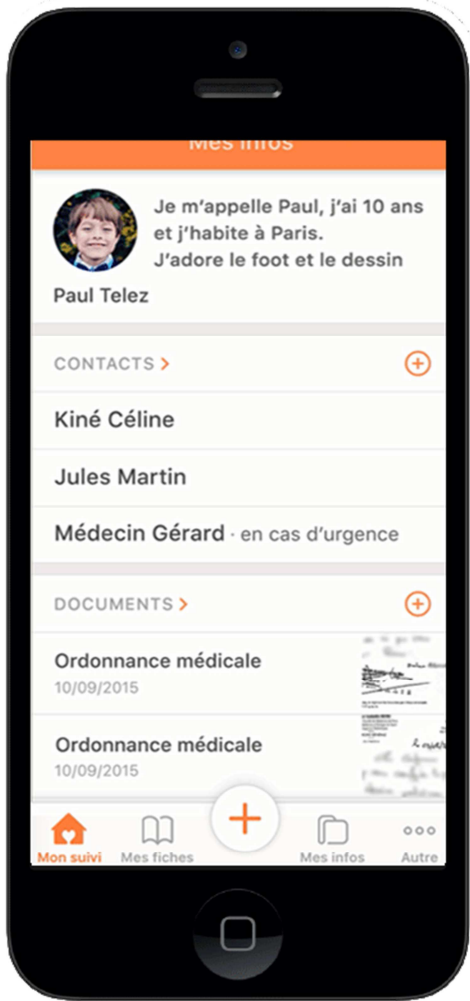 Mes infos
Je m'appelle Paul, j'ai 10 ans
et j'habite à Paris.
J'adore le foot et le dessin
Paul Telez
CONTACTS >
Kiné Céline
Jules Martin
Médecin Gérard · en cas d'urgence
DOCUMENTS >
Ordonnance médicale
10/09/2015
Ordonnance médicale
10/09/2015
Mon suivi
Mes fiches
Mes infos
Autre